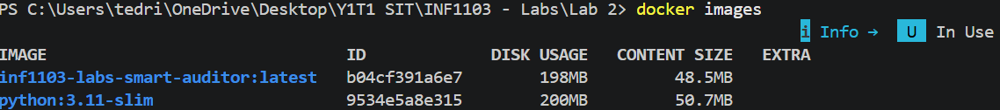 PS C:\Users\tedri\OneDrive\Desktop\Y1T1 SIT\INF1103 - Labs\Lab 2> docker images
i Info → U In Use
IMAGE ID DISK USAGE CONTENT SIZE EXTRA
inf1103-labs-smart-auditor:latest b04cf391a6e7 198MB 48.5MB
python:3.11-slim 9534e5a8e315 200MB 50.7MB